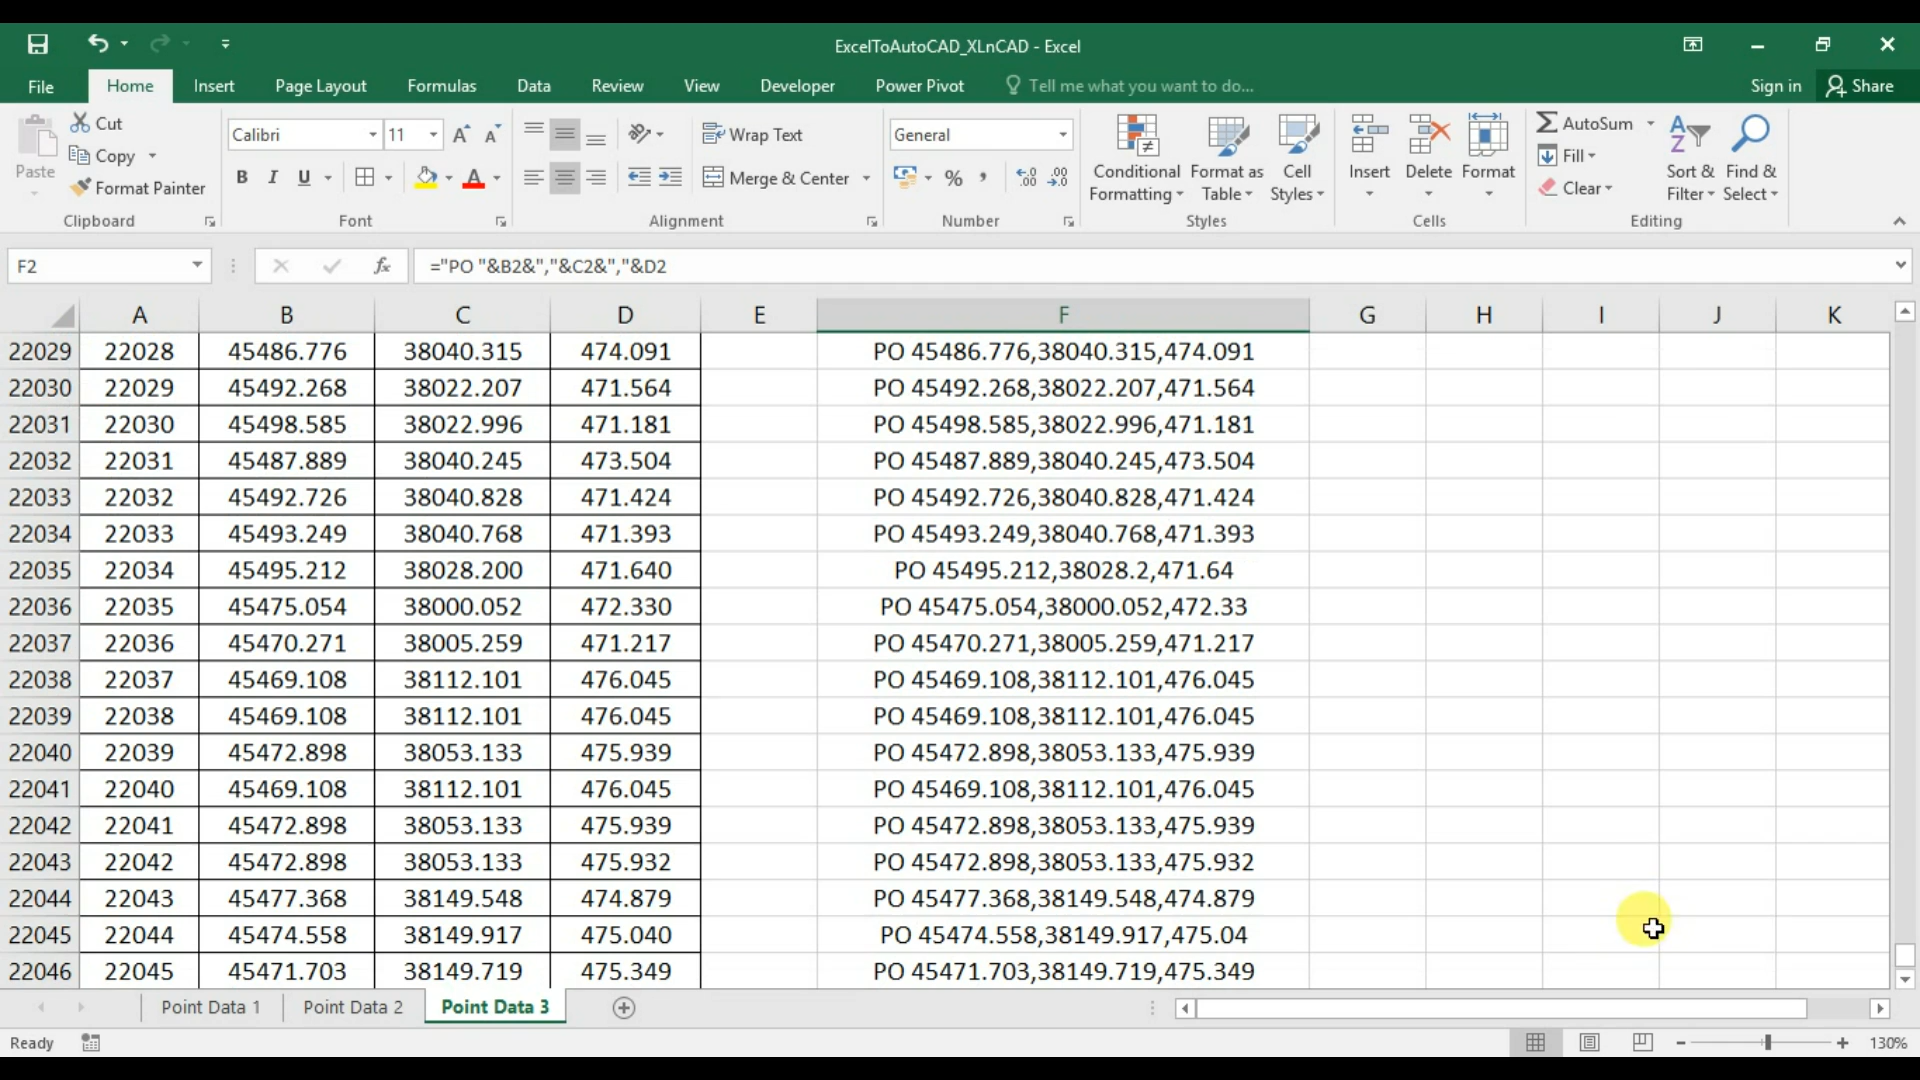 ExcelToAutoCAD_XLnCAD - Excel
File Home Insert Page Layout Formulas Data Review View Developer Power Pivot Tell me what you want to do... Sign in Share
Paste Cut Copy Format Painter Clipboard
Calibri 11 A A B I U A Font
Wrap Text Merge & Center Alignment
General % , .00 .0 Number
Conditional Formatting Format as Table Cell Styles Styles
Insert Delete Format Cells
AutoSum Fill Clear Sort & Filter Find & Select Editing
F2 fx ="PO "&B2&","&C2&","&D2
A B C D E F G H I J K
22029 22028 45486.776 38040.315 474.091 PO 45486.776,38040.315,474.091
22030 22029 45492.268 38022.207 471.564 PO 45492.268,38022.207,471.564
22031 22030 45498.585 38022.996 471.181 PO 45498.585,38022.996,471.181
22032 22031 45487.889 38040.245 473.504 PO 45487.889,38040.245,473.504
22033 22032 45492.726 38040.828 471.424 PO 45492.726,38040.828,471.424
22034 22033 45493.249 38040.768 471.393 PO 45493.249,38040.768,471.393
22035 22034 45495.212 38028.200 471.640 PO 45495.212,38028.2,471.64
22036 22035 45475.054 38000.052 472.330 PO 45475.054,38000.052,472.33
22037 22036 45470.271 38005.259 471.217 PO 45470.271,38005.259,471.217
22038 22037 45469.108 38112.101 476.045 PO 45469.108,38112.101,476.045
22039 22038 45469.108 38112.101 476.045 PO 45469.108,38112.101,476.045
22040 22039 45472.898 38053.133 475.939 PO 45472.898,38053.133,475.939
22041 22040 45469.108 38112.101 476.045 PO 45469.108,38112.101,476.045
22042 22041 45472.898 38053.133 475.939 PO 45472.898,38053.133,475.939
22043 22042 45472.898 38053.133 475.932 PO 45472.898,38053.133,475.932
22044 22043 45477.368 38149.548 474.879 PO 45477.368,38149.548,474.879
22045 22044 45474.558 38149.917 475.040 PO 45474.558,38149.917,475.04
22046 22045 45471.703 38149.719 475.349 PO 45471.703,38149.719,475.349
Point Data 1 Point Data 2 Point Data 3
Ready 130%